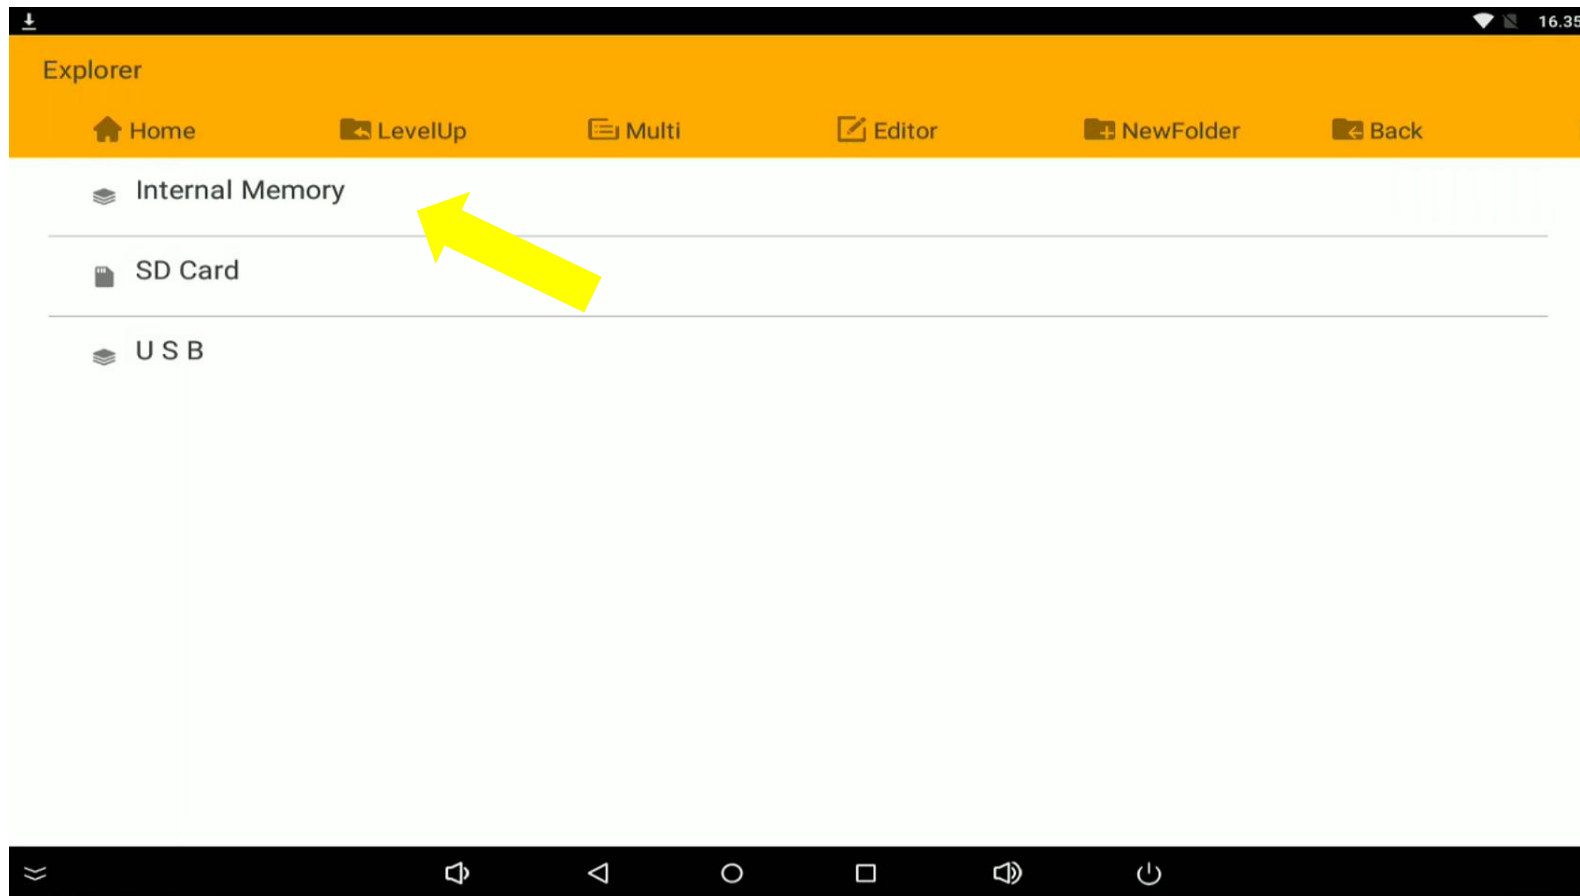 16.35
Explorer
Home LevelUp Multi Editor NewFolder Back
Internal Memory
SD Card
U S B